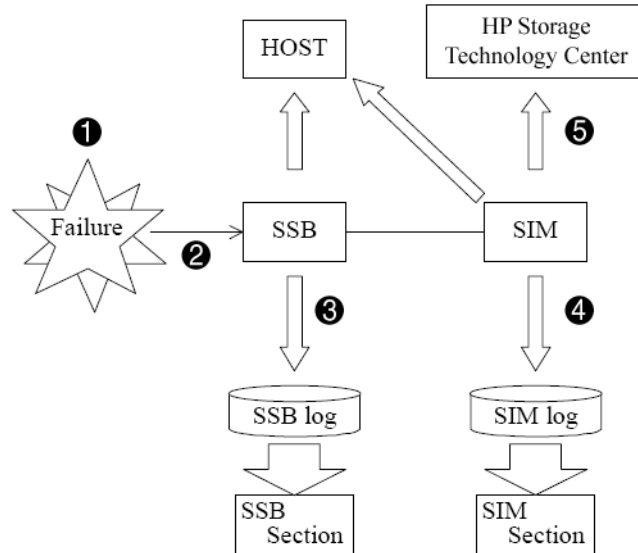 HOST
HP Storage
Technology Center
❶
❺
Failure
SSB
SIM
❷
❸
❹
SSB log
SIM log
SSB
Section
SIM
Section